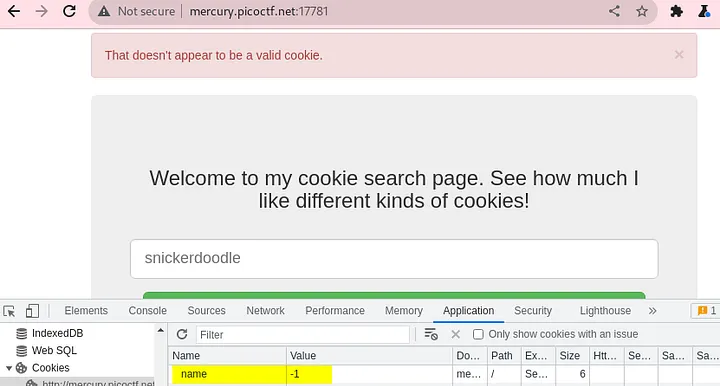 Not secure | mercury.picoctf.net:17781
That doesn't appear to be a valid cookie. ×
Welcome to my cookie search page. See how much I
like different kinds of cookies!
snickerdoodle
Elements Console Sources Network Performance Memory Application Security Lighthouse » 1
IndexedDB
Web SQL
Cookies
http://mercury.picoctf.net
Filter
Only show cookies with an issue
Name Value Do... Path Ex... Size Htt... Se... Sa... Sa...
name -1 me... / Se... 6